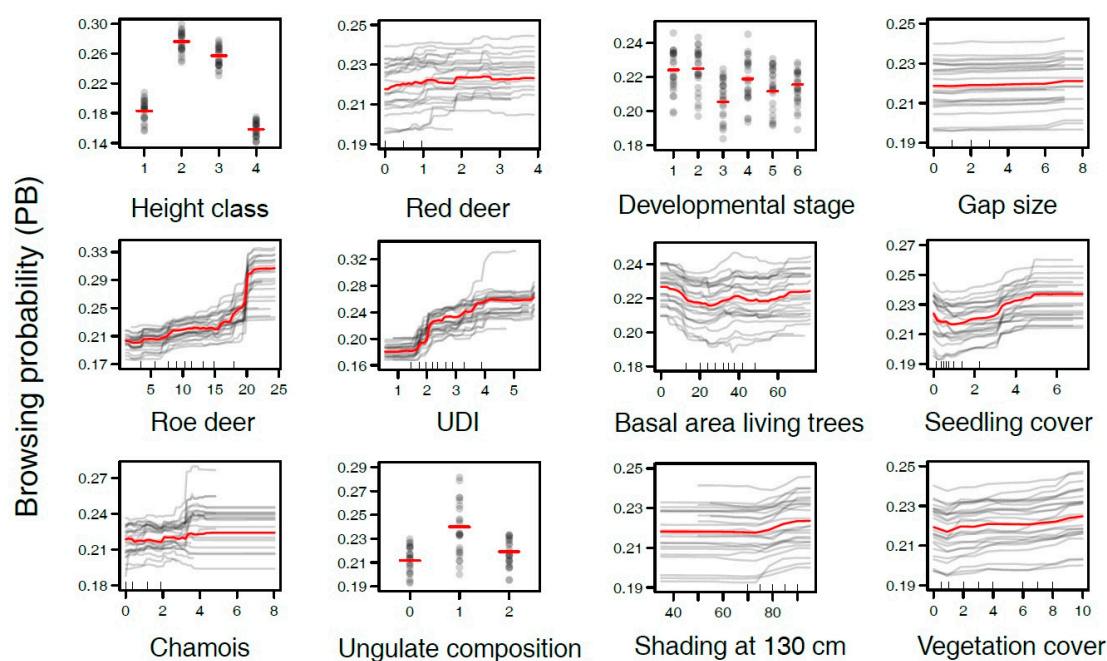 Browsing probability (PB)
0.30
0.26
0.22
0.18
0.14
1 2 3 4
Height class
0.25
0.23
0.21
0.19
0 1 2 3 4
Red deer
0.24
0.22
0.20
0.18
1 2 3 4 5 6
Developmental stage
0.25
0.23
0.21
0.19
0 2 4 6 8
Gap size
0.33
0.29
0.25
0.21
0.17
5 10 15 20 25
Roe deer
0.36
0.31
0.26
0.20
0.16
1 2 3 4 5
UDI
0.24
0.22
0.20
0.18
0 20 40 60
Basal area living trees
0.27
0.25
0.23
0.21
0.19
0 2 4 6
Seedling cover
0.27
0.24
0.21
0.18
0 2 4 6 8
Chamois
0.29
0.27
0.25
0.23
0.21
0.19
0 1 2
Ungulate composition
0.25
0.23
0.21
0.19
40 60 80
Shading at 130 cm
0.25
0.23
0.21
0.19
0 2 4 6 8 10
Vegetation cover